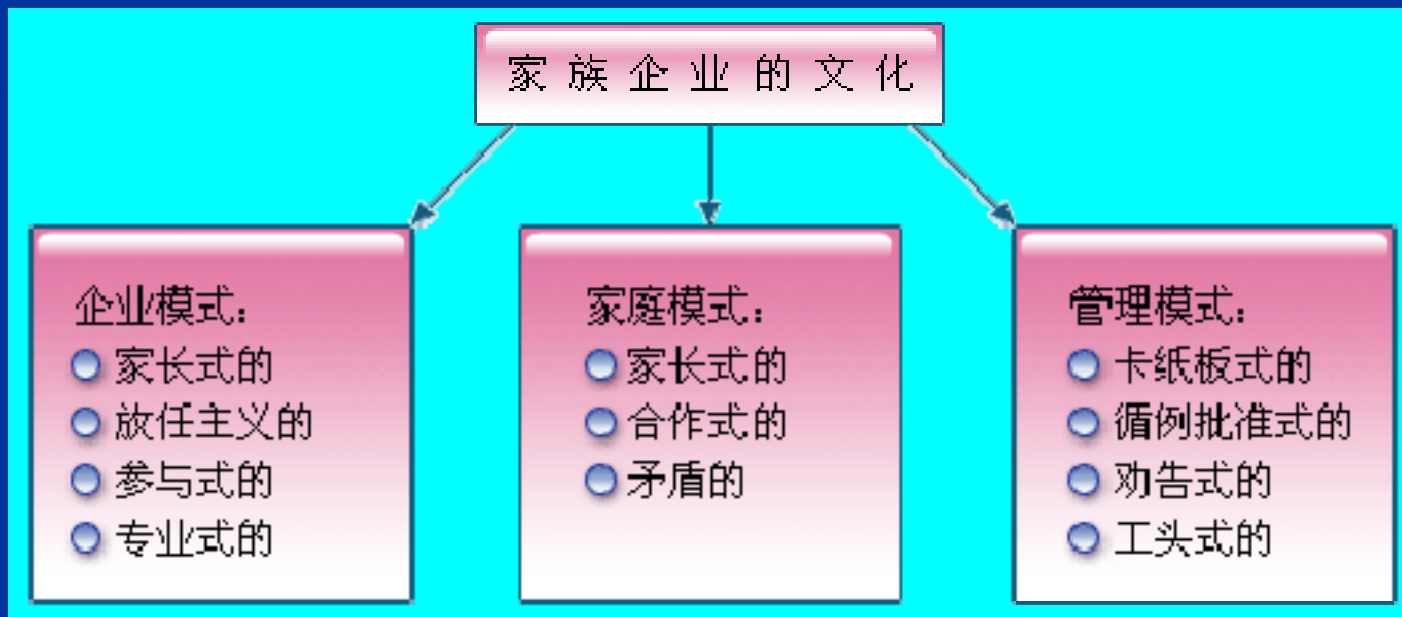 家族企业的文化
企业模式：
家长式的
放任主义的
参与式的
专业式的
家庭模式：
家长式的
合作式的
矛盾的
管理模式：
卡纸板式的
循例批准式的
劝告式的
工头式的